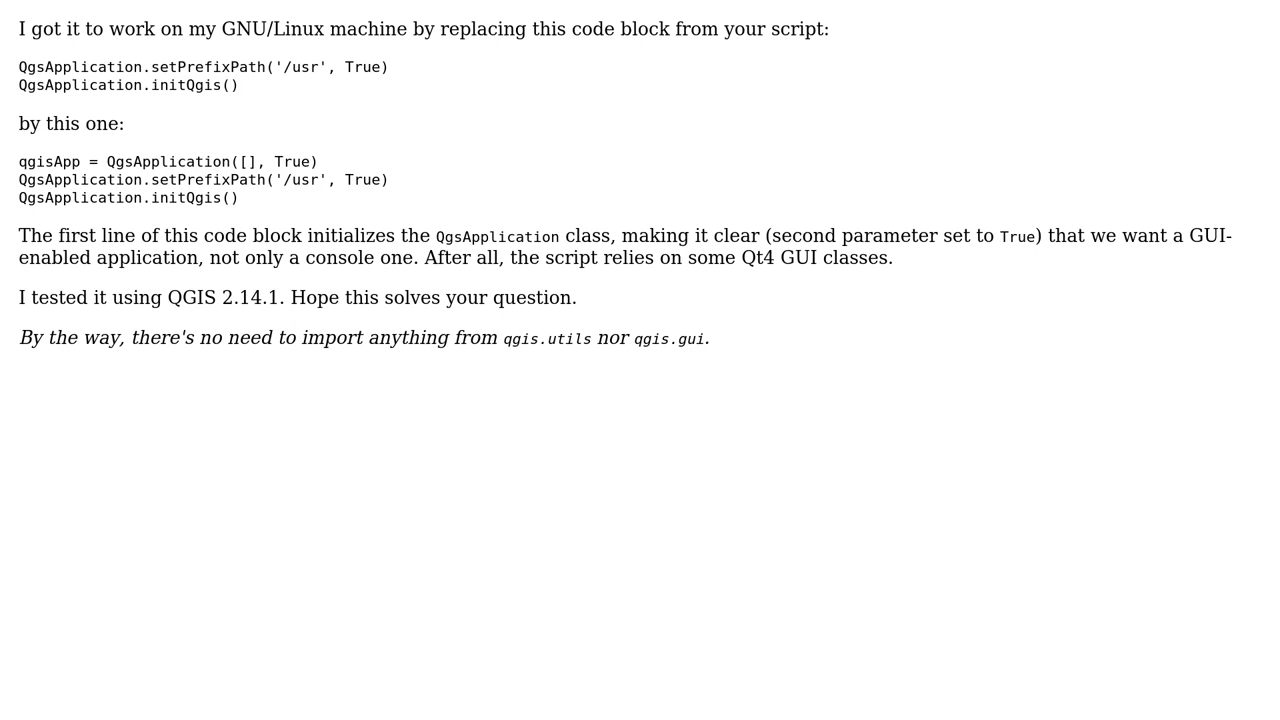 I got it to work on my GNU/Linux machine by replacing this code block from your script:
QgsApplication.setPrefixPath('/usr', True)
QgsApplication.initQgis()
by this one:
qgisApp = QgsApplication([], True)
QgsApplication.setPrefixPath('/usr', True)
QgsApplication.initQgis()
The first line of this code block initializes the QgsApplication class, making it clear (second parameter set to True) that we want a GUI-
enabled application, not only a console one. After all, the script relies on some Qt4 GUI classes.
I tested it using QGIS 2.14.1. Hope this solves your question.
By the way, there's no need to import anything from qgis.utils nor qgis.gui.